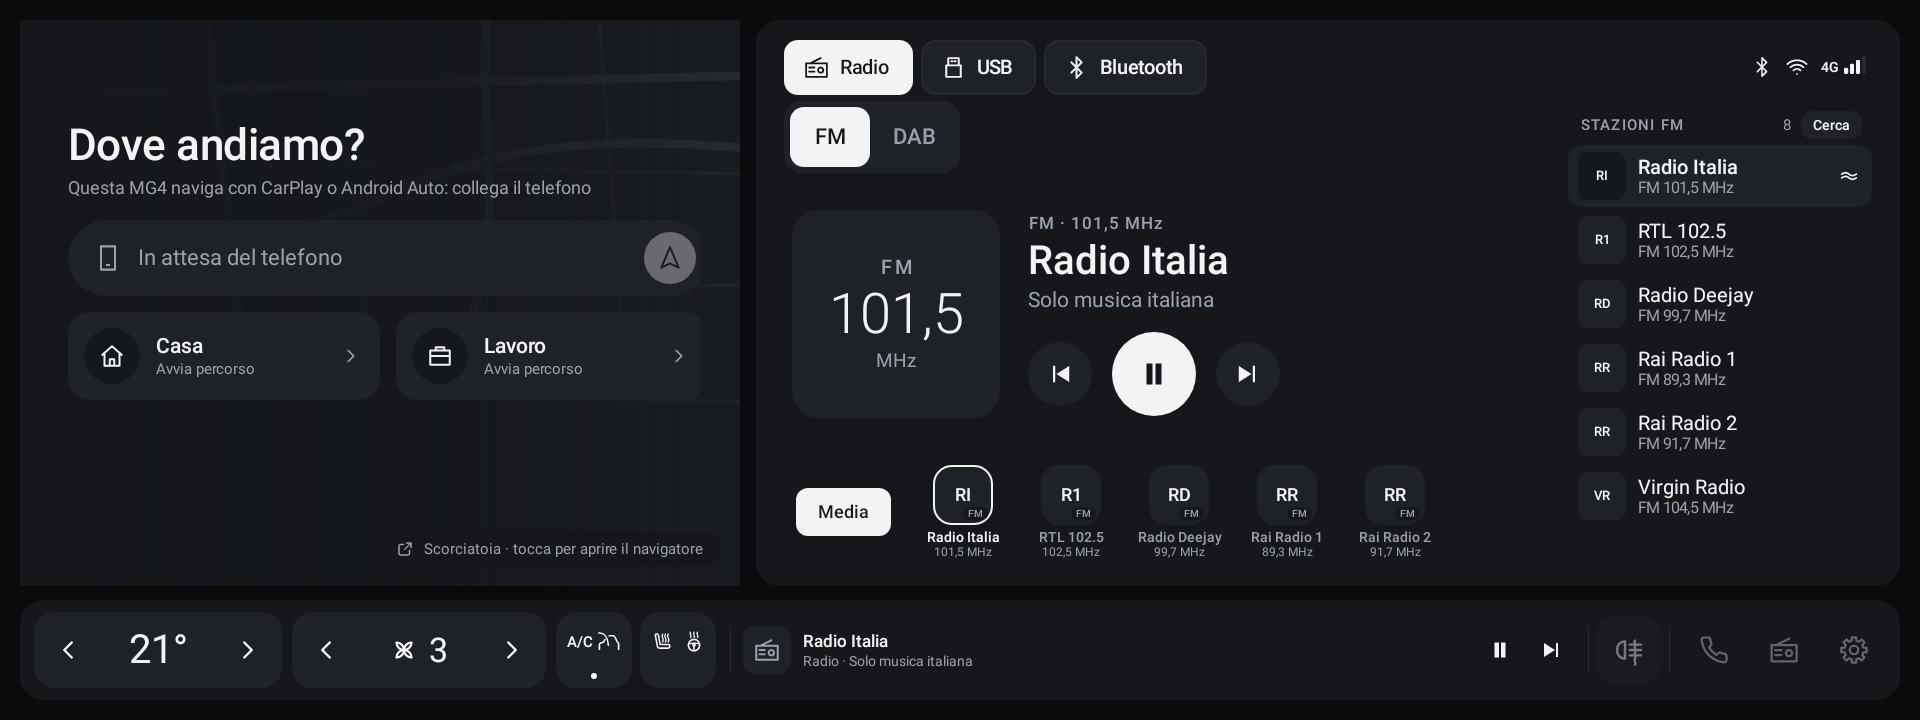 Dove andiamo?
Questa MG4 naviga con CarPlay o Android Auto: collega il telefono
In attesa del telefono
Casa
Avvia percorso
Lavoro
Avvia percorso
Scorciatoia · tocca per aprire il navigatore
Radio
USB
Bluetooth
4G
FM
DAB
FM
101,5
MHz
FM · 101,5 MHz
Radio Italia
Solo musica italiana
Media
RI
FM
Radio Italia
101,5 MHz
R1
FM
RTL 102.5
102,5 MHz
RD
FM
Radio Deejay
99,7 MHz
RR
FM
Rai Radio 1
89,3 MHz
RR
FM
Rai Radio 2
91,7 MHz
STAZIONI FM
8
Cerca
RI
Radio Italia
FM 101,5 MHz
R1
RTL 102.5
FM 102,5 MHz
RD
Radio Deejay
FM 99,7 MHz
RR
Rai Radio 1
FM 89,3 MHz
RR
Rai Radio 2
FM 91,7 MHz
VR
Virgin Radio
FM 104,5 MHz
21°
3
A/C
Radio Italia
Radio · Solo musica italiana